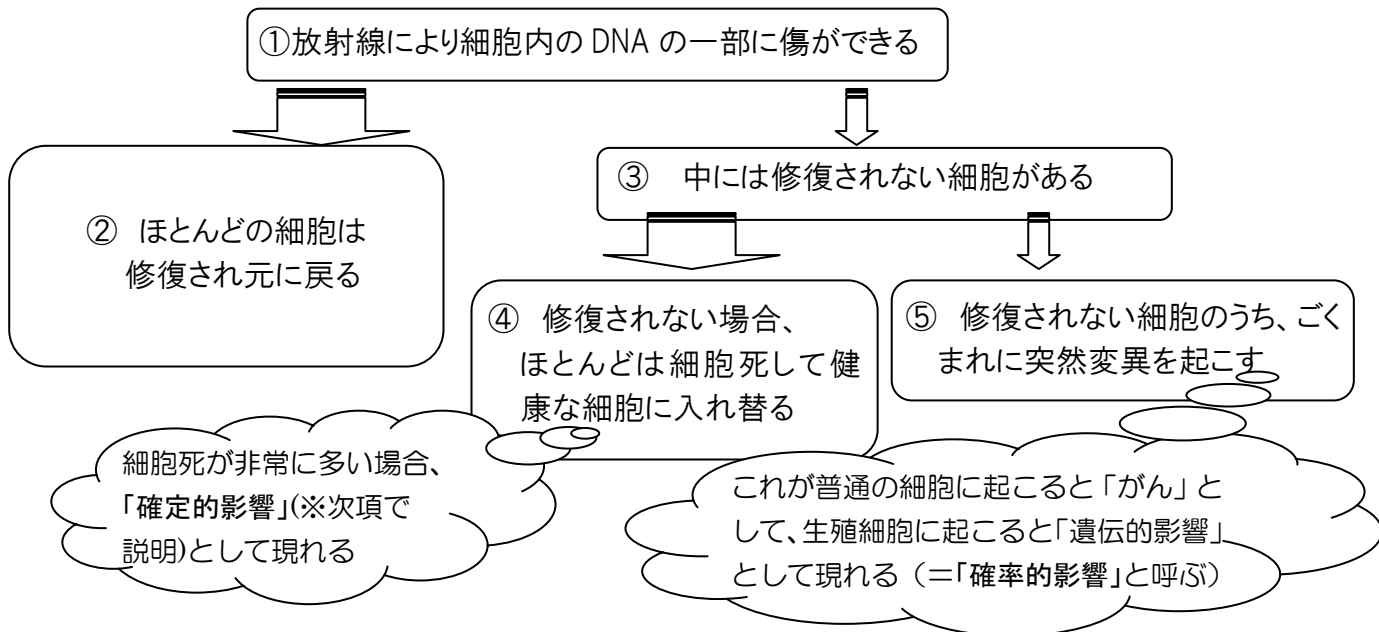 ①放射線により細胞内の DNA の一部に傷ができる
② ほとんどの細胞は
修復され元に戻る
③ 中には修復されない細胞がある
④ 修復されない場合、
ほとんどは細胞死して健
康な細胞に入れ替る
⑤ 修復されない細胞のうち、ごく
まれに突然変異を起こす
細胞死が非常に多い場合、
「確定的影響」(※次項で
説明)として現れる
これが普通の細胞に起こると「がん」と
して、生殖細胞に起こると「遺伝的影響」
として現れる（＝「確率的影響」と呼ぶ）